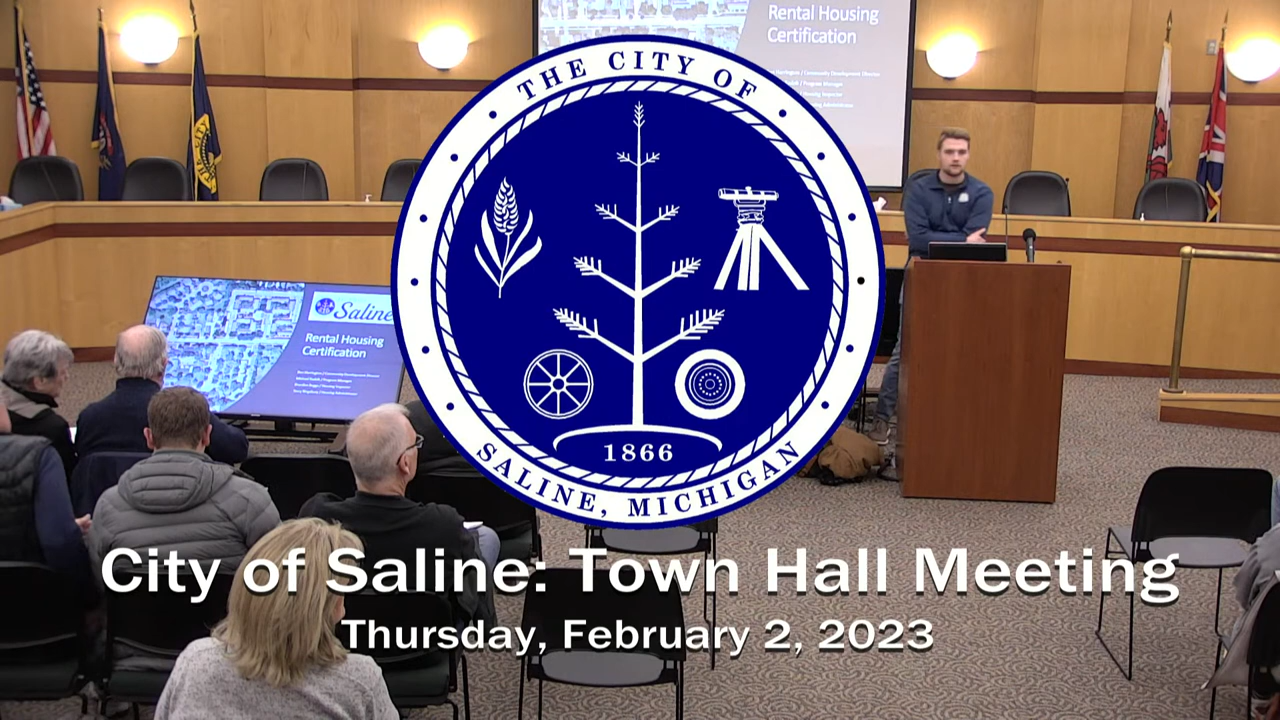 Rental Housing
Certification
THE CITY OF
1866
SALINE, MICHIGAN
Saline
Rental Housing
Certification
City of Saline: Town Hall Meeting
Thursday, February 2, 2023